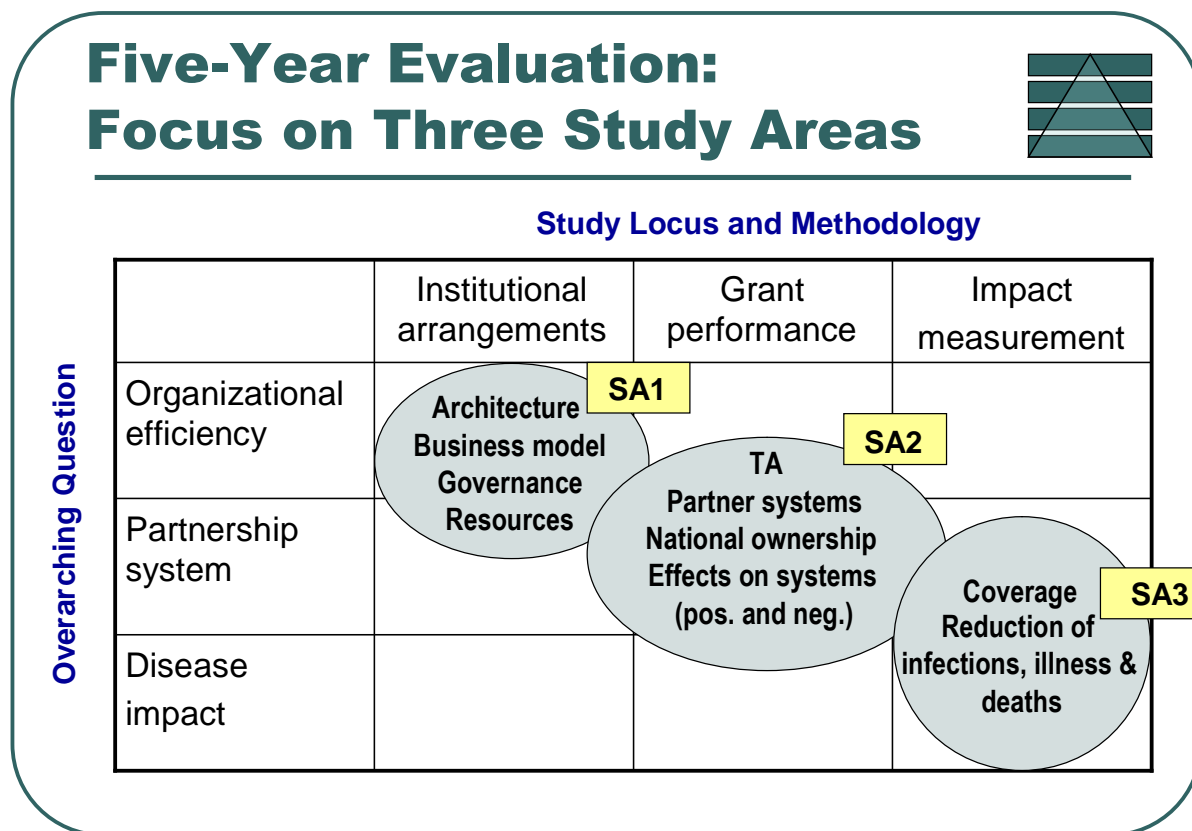 Five-Year Evaluation:
Focus on Three Study Areas
Study Locus and Methodology
Institutional
arrangements
Grant
performance
Impact
measurement
Overarching Question
Organizational
efficiency
Partnership
system
Disease
impact
SA1
Architecture
Business model
Governance
Resources
SA2
TA
Partner systems
National ownership
Effects on systems
(pos. and neg.)
SA3
Coverage
Reduction of
infections, illness &
deaths